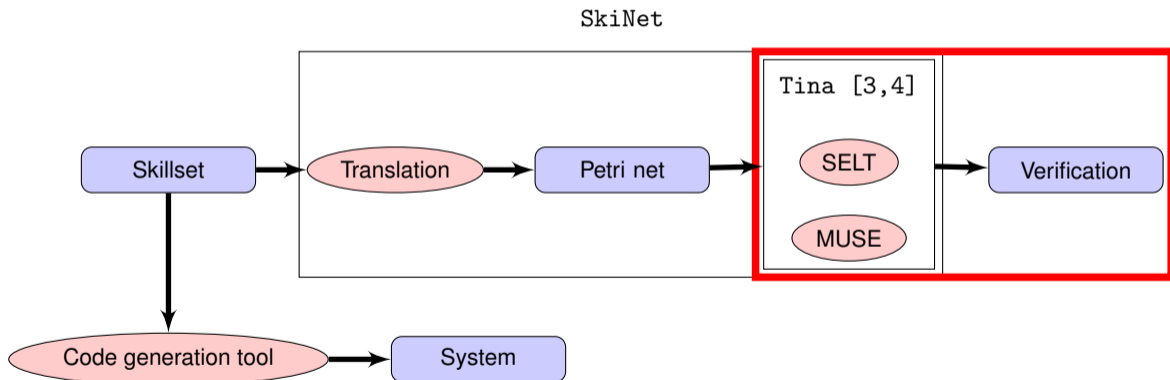 SkiNet
Tina [3,4]
Skillset
Translation
Petri net
SELT
Verification
MUSE
Code generation tool
System